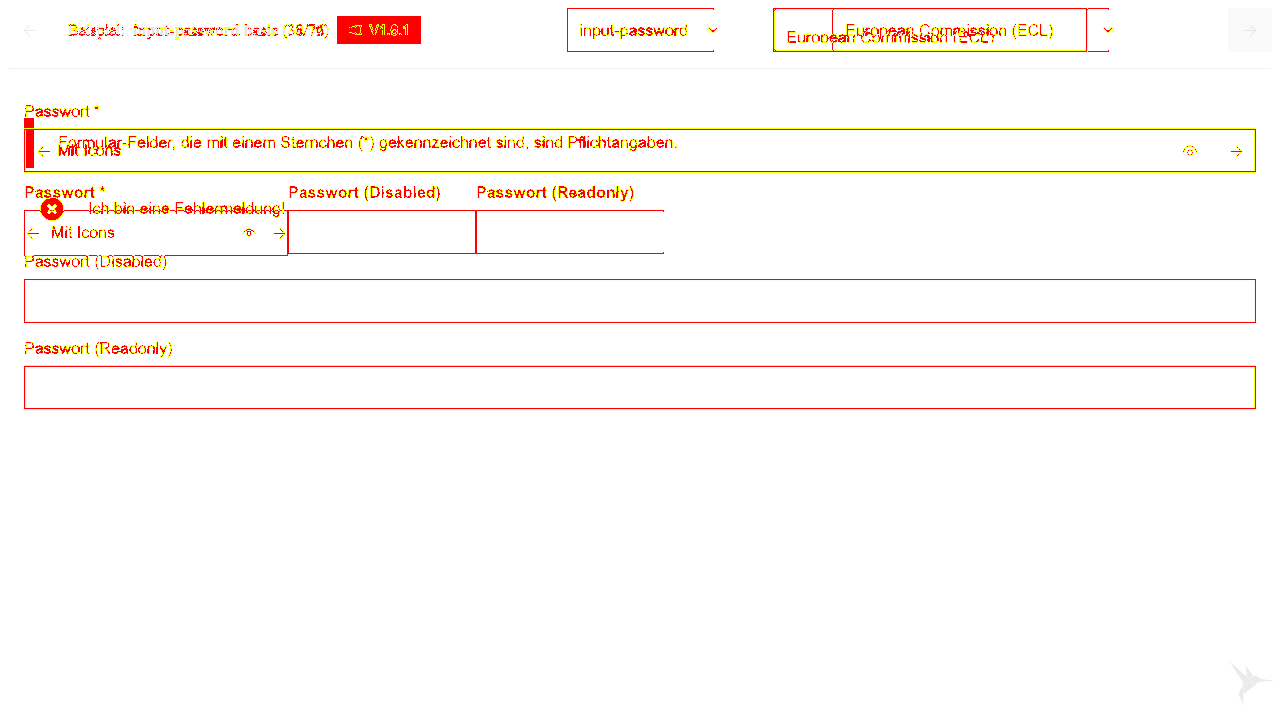 Beispiel: input-password basic V1.6.1 input-password European Commission (ECL) European Commission (ECL)
Passwort *
Formular-Felder, die mit einem Sternchen (*) gekennzeichnet sind, sind Pflichtangaben.
Mit Icons
Passwort * Passwort (Disabled) Passwort (Readonly)
Ich bin eine Fehlermeldung!
Mit Icons
Passwort (Disabled)
Passwort (Readonly)